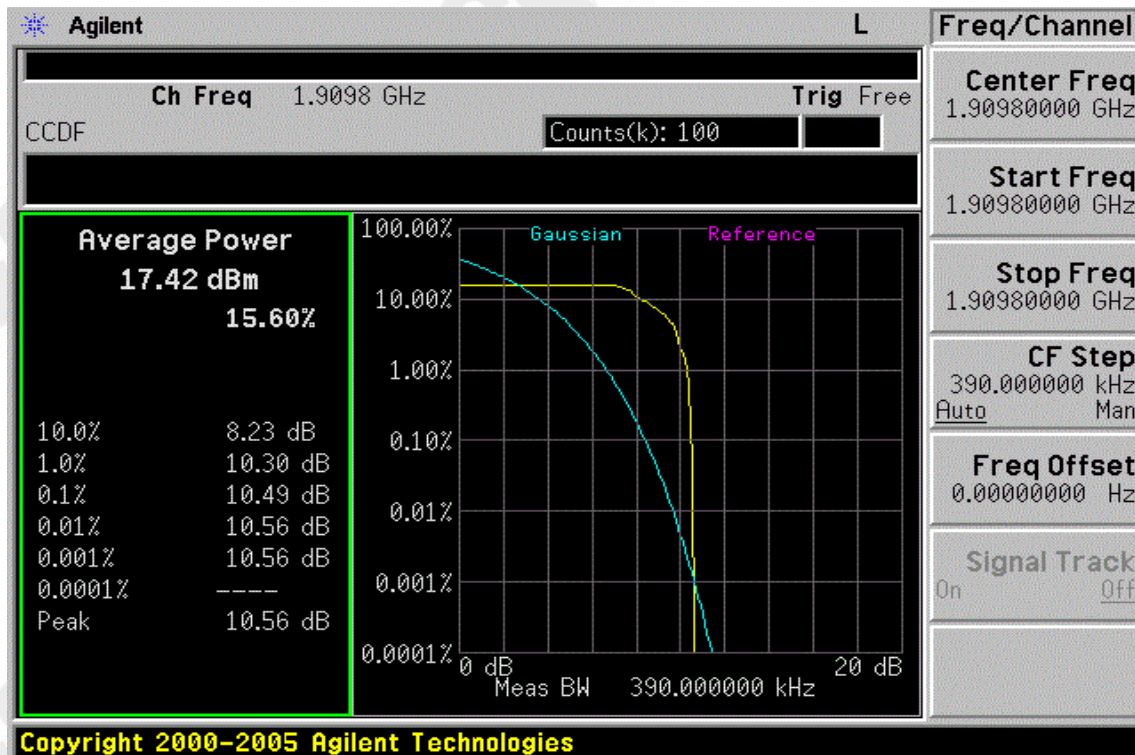 Agilent L Freq/Channel
Ch Freq 1.9098 GHz Trig Free
CCDF Counts(k): 100
Average Power
17.42 dBm
15.60%
10.0% 8.23 dB
1.0% 10.30 dB
0.1% 10.49 dB
0.01% 10.56 dB
0.001% 10.56 dB
0.0001% ----
Peak 10.56 dB
Gaussian Reference
100.00%
10.00%
1.00%
0.10%
0.01%
0.001%
0.0001%
0 dB 20 dB
Meas BW 390.000000 kHz
Center Freq
1.90980000 GHz
Start Freq
1.90980000 GHz
Stop Freq
1.90980000 GHz
CF Step
390.000000 kHz
Auto Man
Freq Offset
0.00000000 Hz
Signal Track
On Off
Copyright 2000-2005 Agilent Technologies